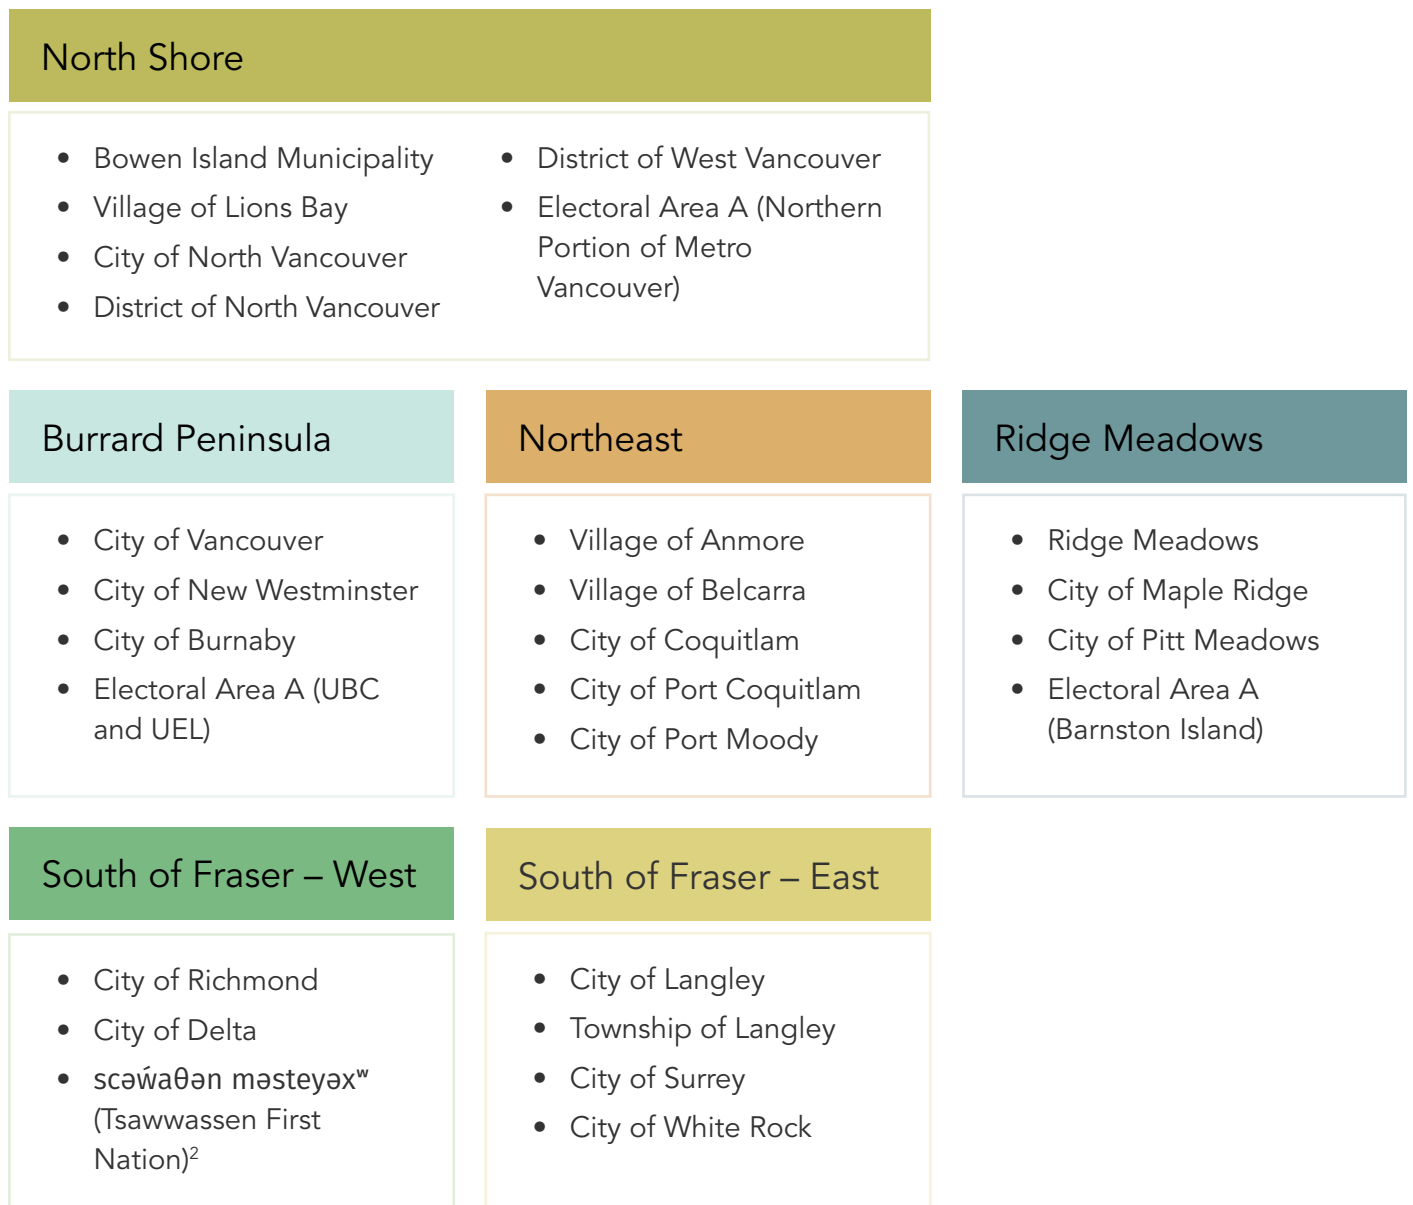 North Shore
• Bowen Island Municipality
• Village of Lions Bay
• City of North Vancouver
• District of North Vancouver
• District of West Vancouver
• Electoral Area A (Northern
Portion of Metro
Vancouver)
Burrard Peninsula
• City of Vancouver
• City of New Westminster
• City of Burnaby
• Electoral Area A (UBC
and UEL)
Northeast
• Village of Anmore
• Village of Belcarra
• City of Coquitlam
• City of Port Coquitlam
• City of Port Moody
Ridge Meadows
• Ridge Meadows
• City of Maple Ridge
• City of Pitt Meadows
• Electoral Area A
(Barnston Island)
South of Fraser – West
• City of Richmond
• City of Delta
• scəẃaθən məsteyəxʷ
(Tsawwassen First
Nation)²
South of Fraser – East
• City of Langley
• Township of Langley
• City of Surrey
• City of White Rock